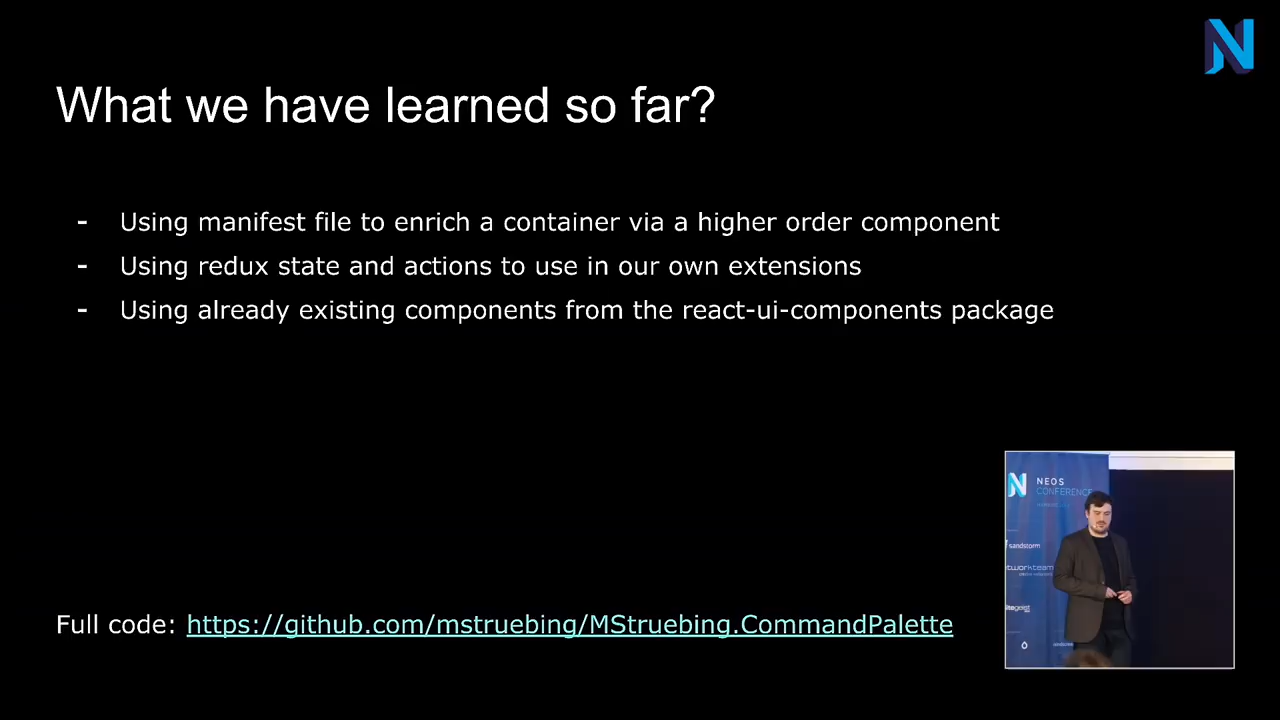 What we have learned so far?
- Using manifest file to enrich a container via a higher order component
- Using redux state and actions to use in our own extensions
- Using already existing components from the react-ui-components package
Full code: https://github.com/mstruebing/MStruebing.CommandPalette
NEOS
CONFERENCE
sandstorm
tworkteam
itegeist